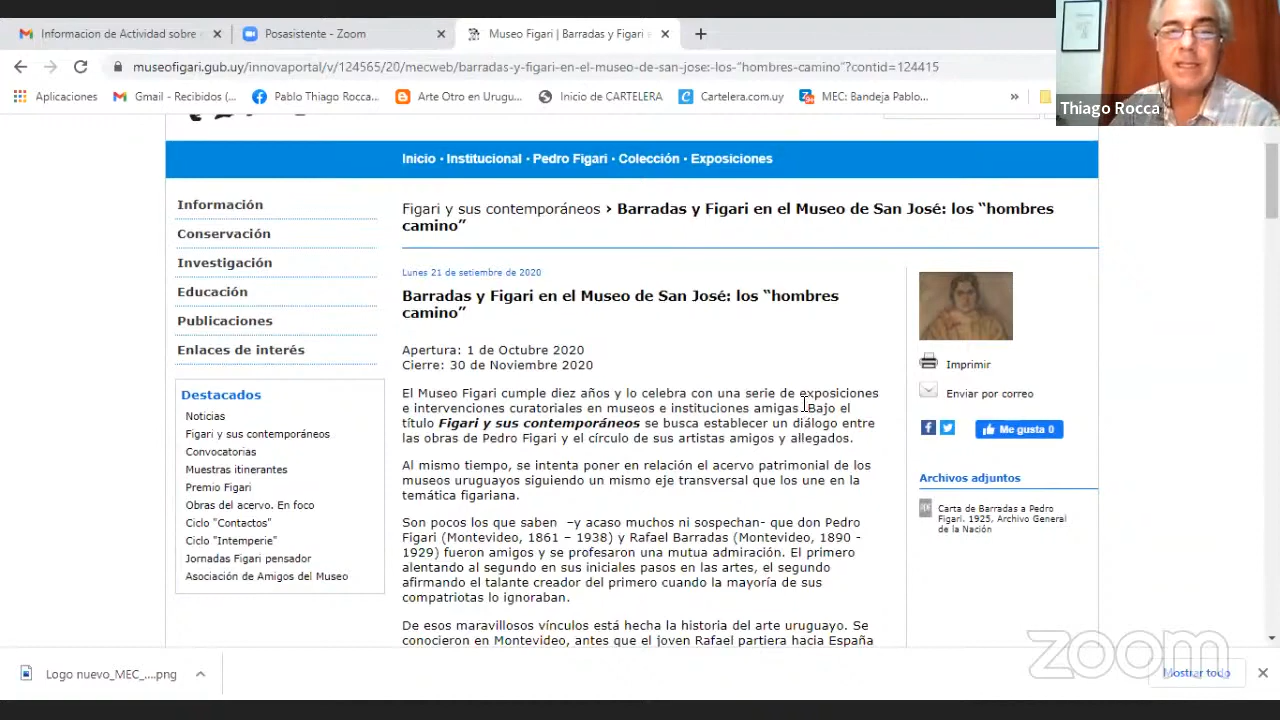 Informacion de Actividad sobre
Posasistente - Zoom
Museo Figari | Barradas y Figari e
museofigari.gub.uy/innovaportal/v/124565/20/mecweb/barradas-y-figari-en-el-museo-de-san-jose:-los-"hombres-camino"?contid=124415
Aplicaciones
Gmail - Recibidos (...
Pablo Thiago Rocca...
Arte Otro en Urugu...
Inicio de CARTELERA
Cartelera.com.uy
MEC: Bandeja Pablo...
»
Thiago Rocca
Inicio · Institucional · Pedro Figari · Colección · Exposiciones
Información
Conservación
Investigación
Educación
Publicaciones
Enlaces de interés
Destacados
Noticias
Figari y sus contemporáneos
Convocatorias
Muestras itinerantes
Premio Figari
Obras del acervo. En foco
Ciclo "Contactos"
Ciclo "Intemperie"
Jornadas Figari pensador
Asociación de Amigos del Museo
Figari y sus contemporáneos › Barradas y Figari en el Museo de San José: los “hombres
camino”
Lunes 21 de setiembre de 2020
Barradas y Figari en el Museo de San José: los “hombres
camino”
Apertura: 1 de Octubre 2020
Cierre: 30 de Noviembre 2020
El Museo Figari cumple diez años y lo celebra con una serie de exposiciones
e intervenciones curatoriales en museos e instituciones amigas. Bajo el
título Figari y sus contemporáneos se busca establecer un diálogo entre
las obras de Pedro Figari y el círculo de sus artistas amigos y allegados.
Al mismo tiempo, se intenta poner en relación el acervo patrimonial de los
museos uruguayos siguiendo un mismo eje transversal que los une en la
temática figariana.
Son pocos los que saben –y acaso muchos ni sospechan- que don Pedro
Figari (Montevideo, 1861 – 1938) y Rafael Barradas (Montevideo, 1890 -
1929) fueron amigos y se profesaron una mutua admiración. El primero
alentando al segundo en sus iniciales pasos en las artes, el segundo
afirmando el talante creador del primero cuando la mayoría de sus
compatriotas lo ignoraban.
De esos maravillosos vínculos está hecha la historia del arte uruguayo. Se
conocieron en Montevideo, antes que el joven Rafael partiera hacia España
Imprimir
Enviar por correo
Me gusta 0
Archivos adjuntos
Carta de Barradas a Pedro
Figari. 1925, Archivo General
de la Nación
zoom
Logo nuevo_MEC_....png
Mostrar todo